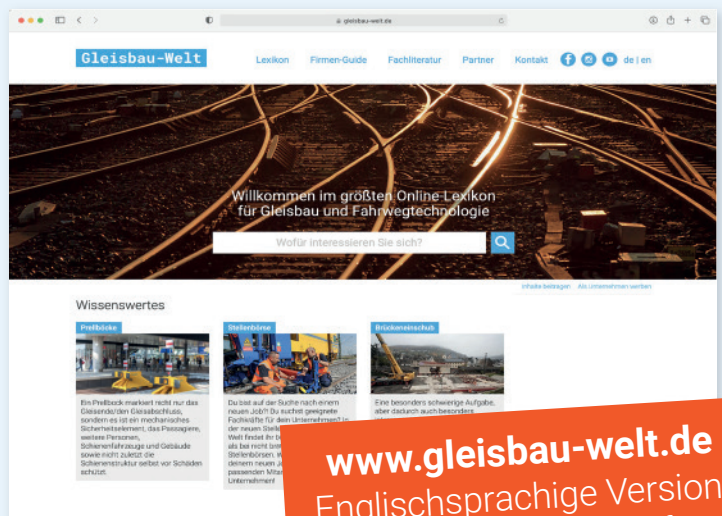 gleisbau-welt.de
Gleisbau-Welt
Lexikon Firmen-Guide Fachliteratur Partner Kontakt de | en
Willkommen im größten Online-Lexikon
für Gleisbau und Fahrwegtechnologie
Wofür interessieren Sie sich?
Inhalte beitragen Als Unternehmen werben
Wissenswertes
Prellböcke
Ein Prellbock markiert nicht nur das
Gleisende/den Gleisabschluss,
sondern es ist ein mechanisches
Sicherheitselement, das Passagiere,
weitere Personen,
Schienenfahrzeuge und Gebäude
sowie nicht zuletzt die
Schienenstruktur selbst vor Schäden
schützt.
Stellenbörse
Du bist auf der Suche nach einem
neuen Job?! Du suchst geeignete
Fachkräfte für dein Unternehmen? In
der neuen
Welt findet ihr
als bei nicht
Stellenbörsen.
deinem neuen
passenden
Unternehmen!
Brückeneinschub
Eine besonders schwierige Aufgabe,
aber dadurch auch besonders
www.gleisbau-welt.de
Englischsprachige Version